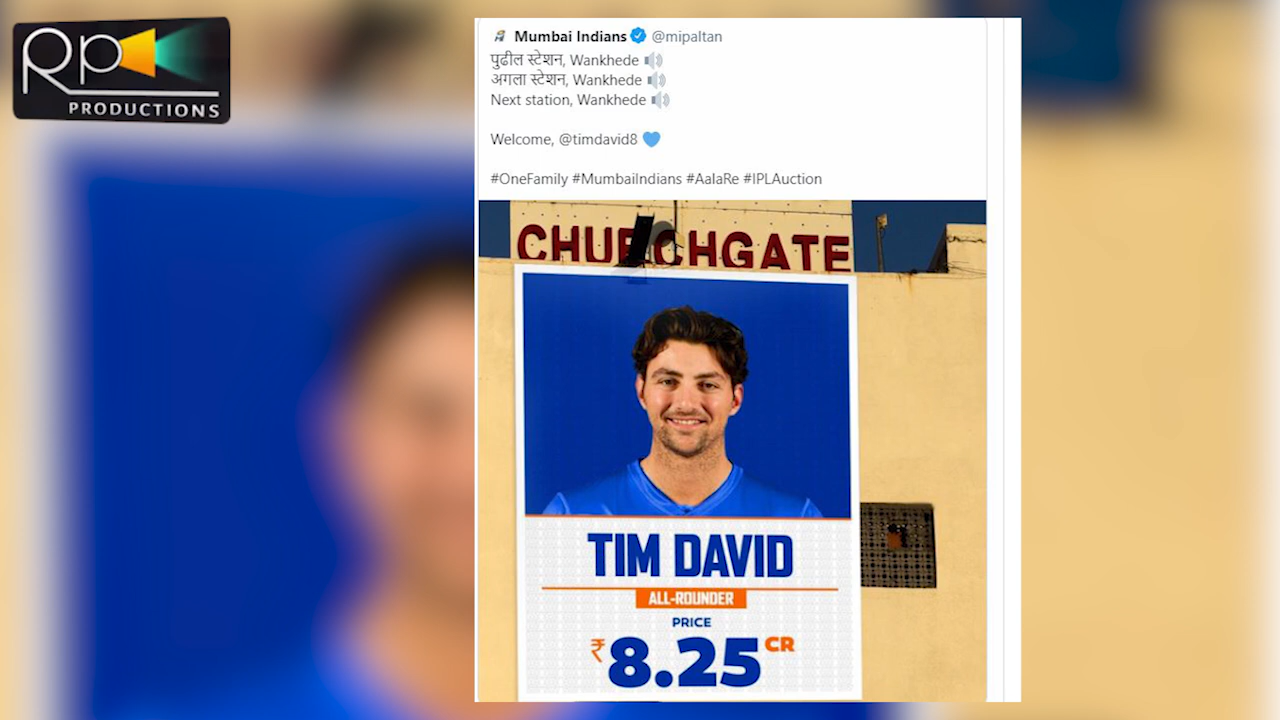 Rp
PRODUCTIONS
Mumbai Indians @mipaltan
पुढील स्टेशन, Wankhede 🔊
अगला स्टेशन, Wankhede 🔊
Next station, Wankhede 🔊
Welcome, @timdavid8 💙
#OneFamily #MumbaiIndians #AalaRe #IPLAuction
CHURCHGATE
TIM DAVID
ALL-ROUNDER
PRICE
₹8.25 CR